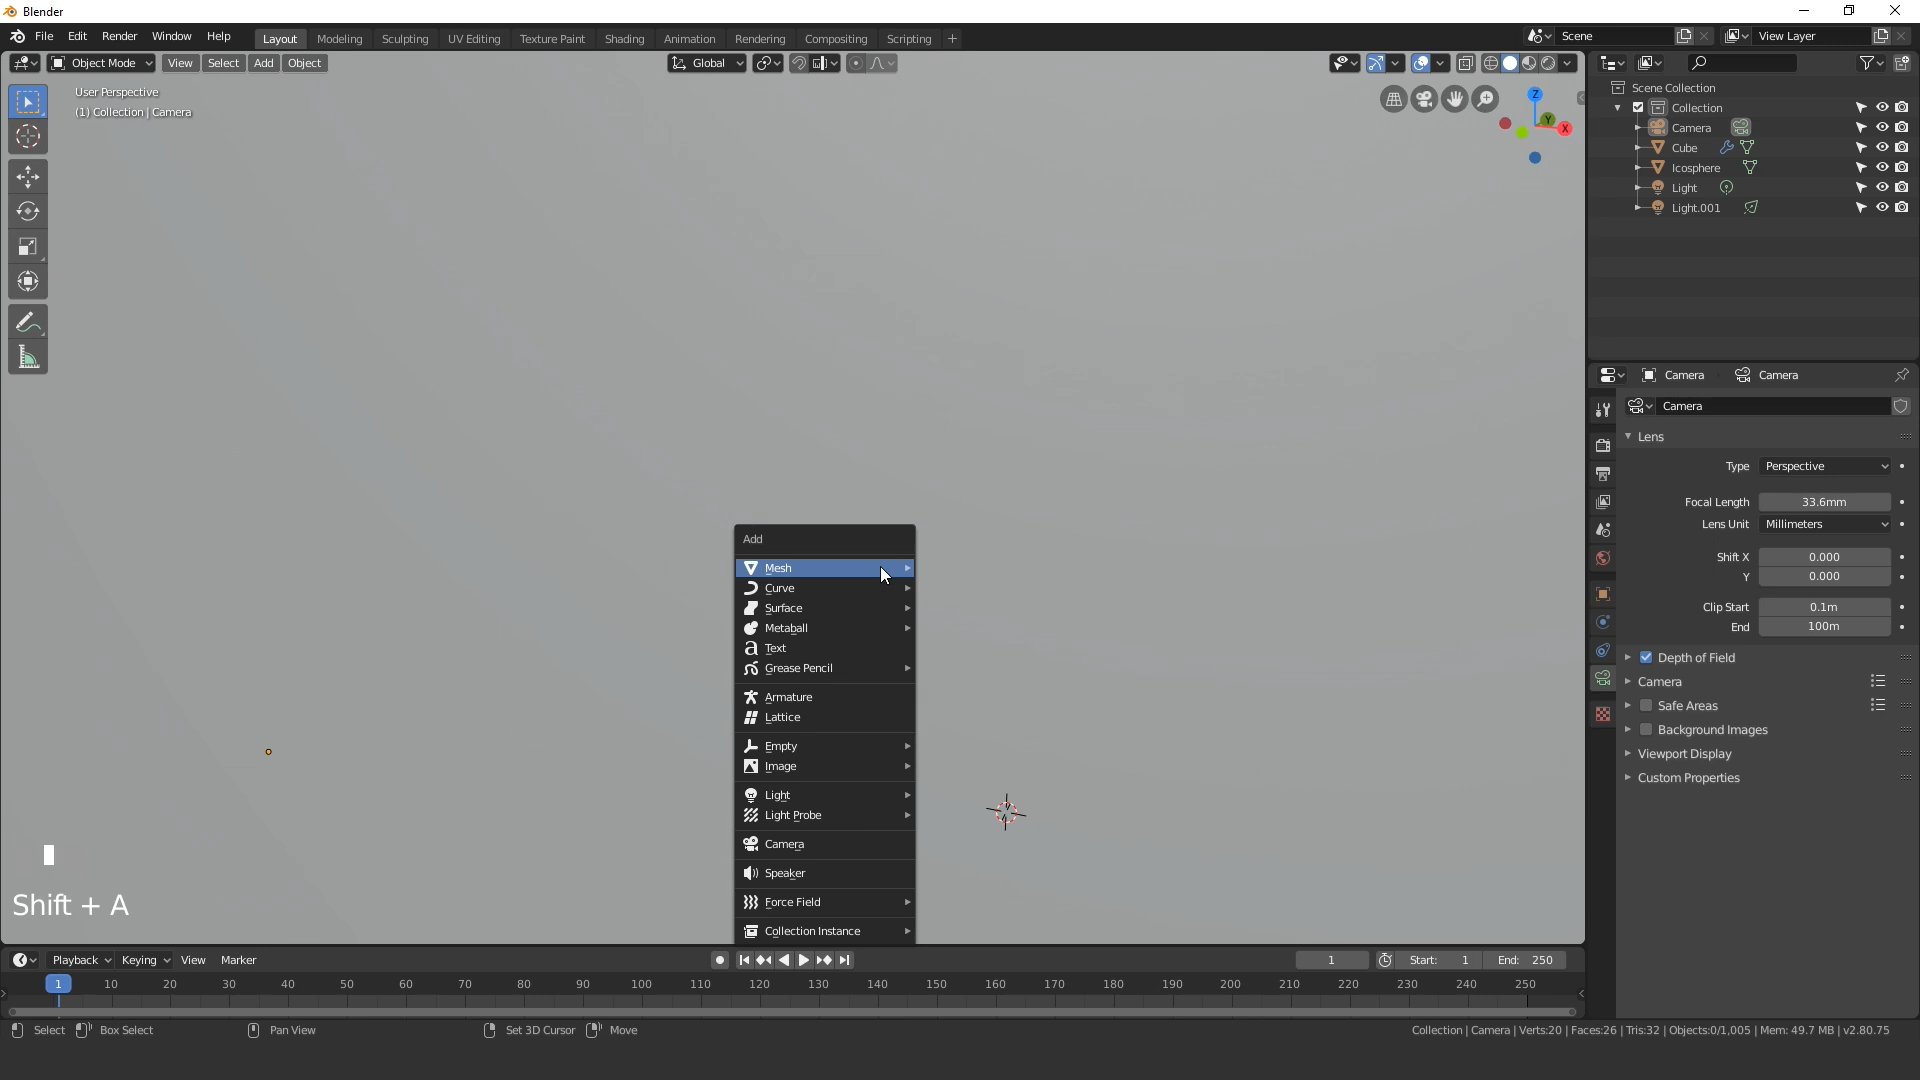 Blender
File Edit Render Window Help Layout Modeling Sculpting UV Editing Texture Paint Shading Animation Rendering Compositing Scripting + Scene View Layer
Object Mode View Select Add Object Global
User Perspective
(1) Collection | Camera
Z
Y
X
Scene Collection
Collection
Camera
Cube
Icosphere
Light
Light.001
Camera Camera
Camera
Lens
Type Perspective
Focal Length 33.6mm
Lens Unit Millimeters
Shift X 0.000
Y 0.000
Clip Start 0.1m
End 100m
Depth of Field
Camera
Safe Areas
Background Images
Viewport Display
Custom Properties
Add
Mesh
Curve
Surface
Metaball
Text
Grease Pencil
Armature
Lattice
Empty
Image
Light
Light Probe
Camera
Speaker
Force Field
Collection Instance
Shift + A
Playback Keying View Marker 1 Start: 1 End: 250
1 10 20 30 40 50 60 70 80 90 100 110 120 130 140 150 160 170 180 190 200 210 220 230 240 250
Select Box Select Pan View Set 3D Cursor Move Collection | Camera | Verts:20 | Faces:26 | Tris:32 | Objects:0/1,005 | Mem: 49.7 MB | v2.80.75